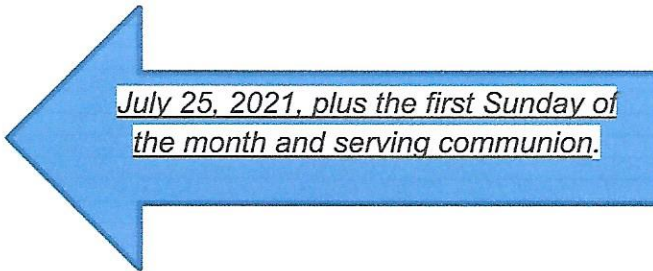 July 25, 2021, plus the first Sunday of
the month and serving communion.